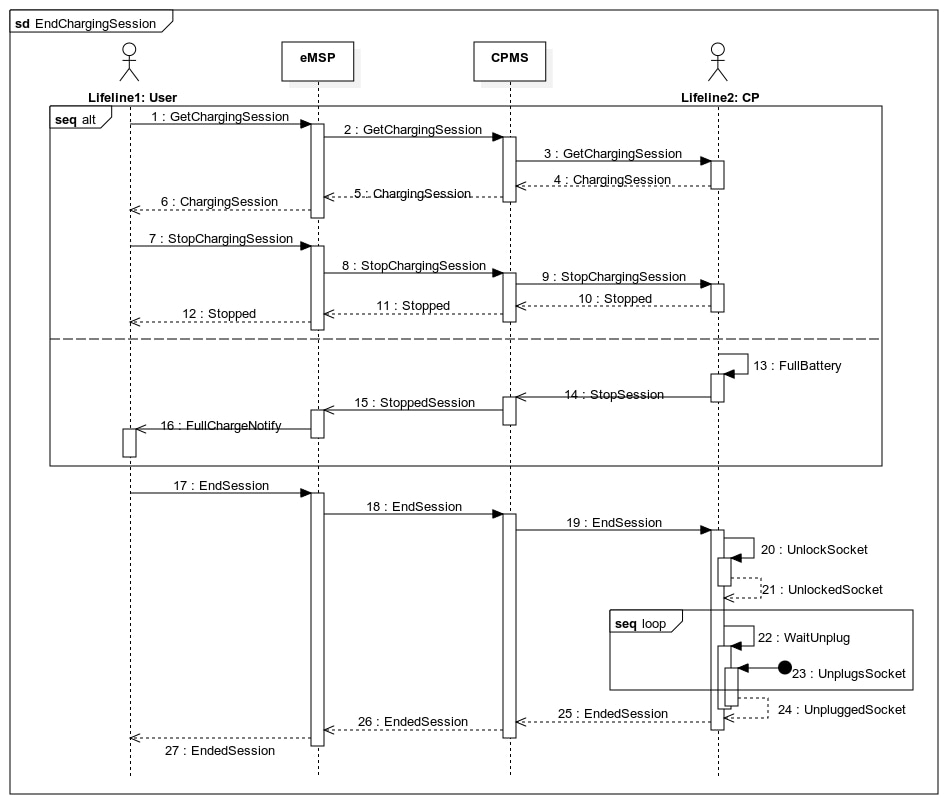 sd EndChargingSession
eMSP
CPMS
Lifeline1: User
Lifeline2: CP
seq alt
1 : GetChargingSession
2 : GetChargingSession
3 : GetChargingSession
4 : ChargingSession
5 : ChargingSession
6 : ChargingSession
7 : StopChargingSession
8 : StopChargingSession
9 : StopChargingSession
10 : Stopped
11 : Stopped
12 : Stopped
13 : FullBattery
14 : StopSession
15 : StoppedSession
16 : FullChargeNotify
17 : EndSession
18 : EndSession
19 : EndSession
20 : UnlockSocket
21 : UnlockedSocket
seq loop
22 : WaitUnplug
23 : UnplugsSocket
24 : UnpluggedSocket
25 : EndedSession
26 : EndedSession
27 : EndedSession